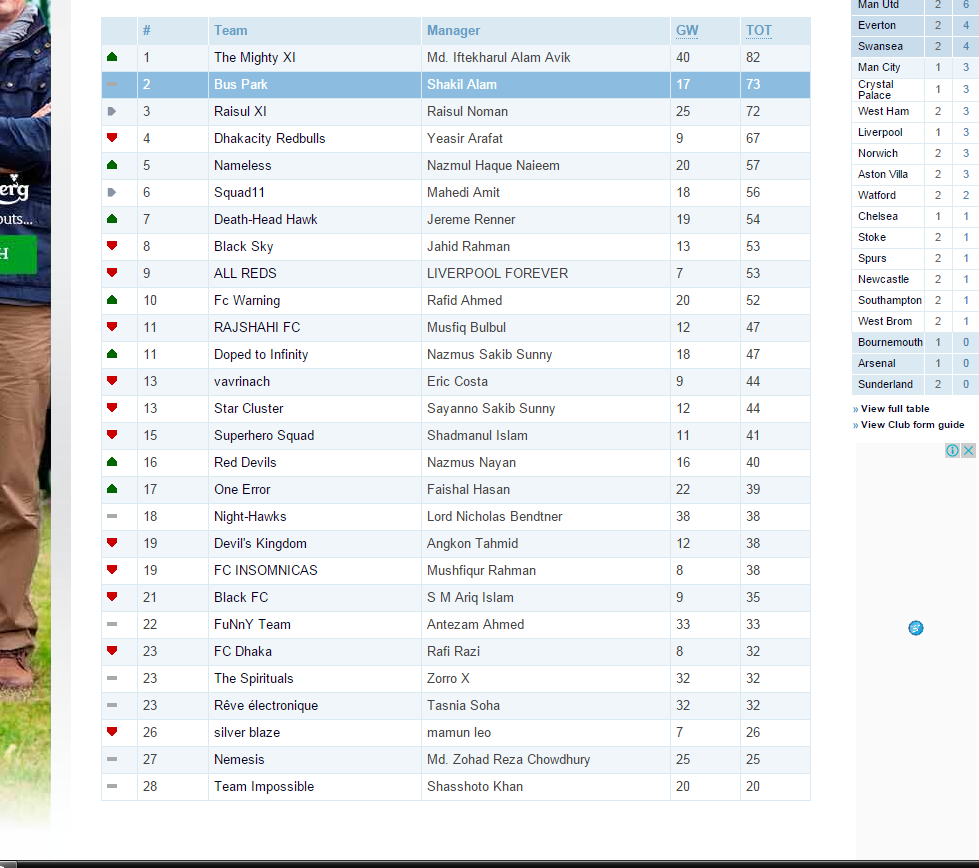 # Team Manager GW TOT
1 The Mighty XI Md. Iftekharul Alam Avik 40 82
2 Bus Park Shakil Alam 17 73
3 Raisul XI Raisul Noman 25 72
4 Dhakacity Redbulls Yeasir Arafat 9 67
5 Nameless Nazmul Haque Naieem 20 57
6 Squad11 Mahedi Amit 18 56
7 Death-Head Hawk Jereme Renner 19 54
8 Black Sky Jahid Rahman 13 53
9 ALL REDS LIVERPOOL FOREVER 7 53
10 Fc Warning Rafid Ahmed 20 52
11 RAJSHAHI FC Musfiq Bulbul 12 47
11 Doped to Infinity Nazmus Sakib Sunny 18 47
13 vavrinach Eric Costa 9 44
13 Star Cluster Sayanno Sakib Sunny 12 44
15 Superhero Squad Shadmanul Islam 11 41
16 Red Devils Nazmus Nayan 16 40
17 One Error Faishal Hasan 22 39
18 Night-Hawks Lord Nicholas Bendtner 38 38
19 Devil's Kingdom Angkon Tahmid 12 38
19 FC INSOMNICAS Mushfiqur Rahman 8 38
21 Black FC S M Ariq Islam 9 35
22 FuNnY Team Antezam Ahmed 33 33
23 FC Dhaka Rafi Razi 8 32
23 The Spirituals Zorro X 32 32
23 Rêve électronique Tasnia Soha 32 32
26 silver blaze mamun leo 7 26
27 Nemesis Md. Zohad Reza Chowdhury 25 25
28 Team Impossible Shasshoto Khan 20 20
Man Utd 2 6
Everton 2 4
Swansea 2 4
Man City 1 3
Crystal
Palace 1 3
West Ham 2 3
Liverpool 1 3
Norwich 2 3
Aston Villa 2 3
Watford 2 2
Chelsea 1 1
Stoke 2 1
Spurs 2 1
Newcastle 2 1
Southampton 2 1
West Brom 2 1
Bournemouth 1 0
Arsenal 1 0
Sunderland 2 0
» View full table
» View Club form guide
erg
outs...
H